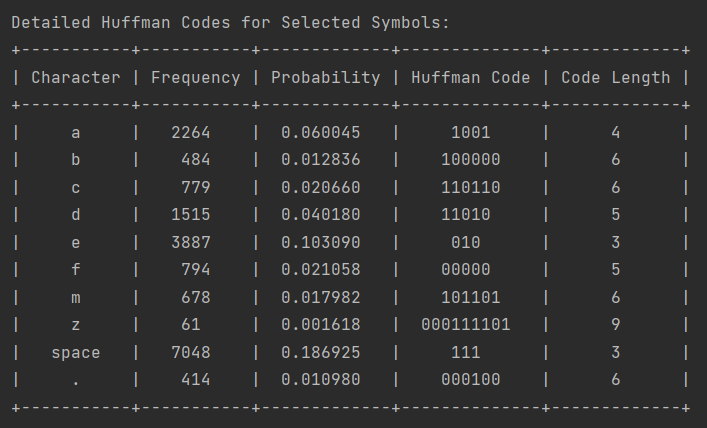 Detailed Huffman Codes for Selected Symbols:
+-----------+-----------+-------------+--------------+-------------+
| Character | Frequency | Probability | Huffman Code | Code Length |
+-----------+-----------+-------------+--------------+-------------+
|     a     |   2264    |  0.060045   |     1001     |      4      |
|     b     |    484    |  0.012836   |    100000    |      6      |
|     c     |    779    |  0.020660   |    110110    |      6      |
|     d     |   1515    |  0.040180   |    11010     |      5      |
|     e     |   3887    |  0.103090   |     010      |      3      |
|     f     |    794    |  0.021058   |    00000     |      5      |
|     m     |    678    |  0.017982   |    101101    |      6      |
|     z     |    61     |  0.001618   |  000111101   |      9      |
|   space   |   7048    |  0.186925   |     111      |      3      |
|     .     |    414    |  0.010980   |    000100    |      6      |
+-----------+-----------+-------------+--------------+-------------+